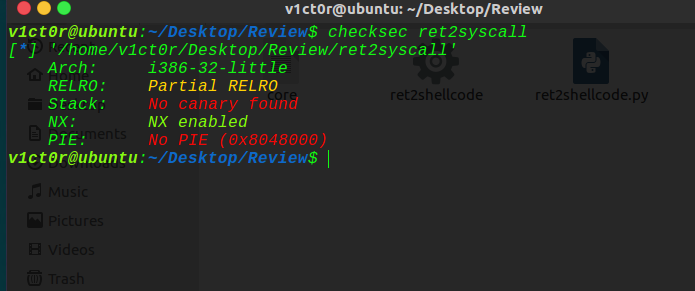 v1ct0r@ubuntu: ~/Desktop/Review
v1ct0r@ubuntu:~/Desktop/Review$ checksec ret2syscall
[*] '/home/v1ct0r/Desktop/Review/ret2syscall'
Arch: i386-32-little
RELRO: Partial RELRO
Stack: No canary found
NX: NX enabled
PIE: No PIE (0x8048000)
v1ct0r@ubuntu:~/Desktop/Review$
core
ret2shellcode
ret2shellcode.py
Music
Pictures
Videos
Trash